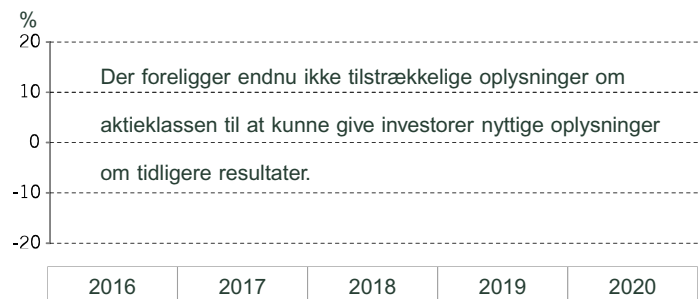 %
20
Der foreligger endnu ikke tilstrækkelige oplysninger om
10
aktieklassen til at kunne give investorer nyttige oplysninger
0
om tidligere resultater.
-10
-20
2016 2017 2018 2019 2020